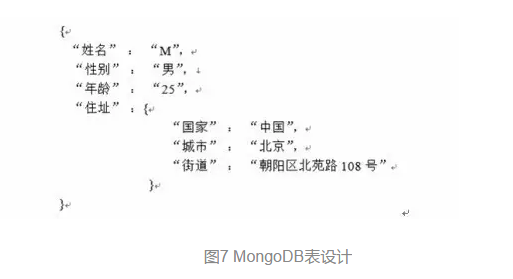 {
“姓名” : “M”,
“性别” : “男”,
“年龄” : “25”,
“住址” : {
“国家” : “中国”,
“城市” : “北京”,
“街道” : “朝阳区北苑路 108 号”
}
}
图7 MongoDB表设计